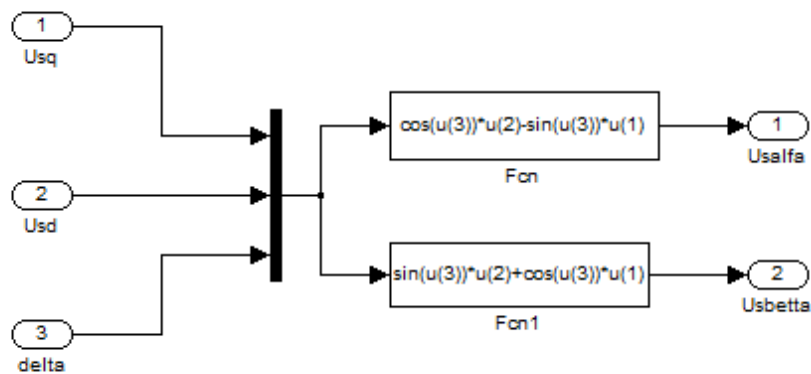 1
Usq
2
Usd
3
delta
cos(u(3))*u(2)-sin(u(3))*u(1)
Fcn
sin(u(3))*u(2)+cos(u(3))*u(1)
Fcn1
1
Usalfa
2
Usbetta